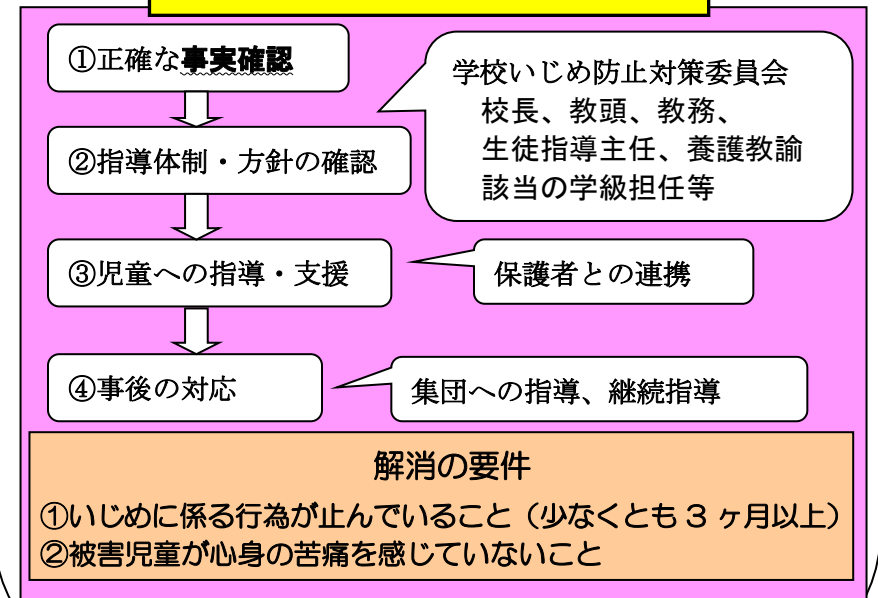 ①正確な事実確認
学校いじめ防止対策委員会
校長、教頭、教務、
生徒指導主任、養護教諭
該当の学級担任等
②指導体制・方針の確認
③児童への指導・支援
保護者との連携
④事後の対応
集団への指導、継続指導
解消の要件
①いじめに係る行為が止んでいること（少なくとも３ヶ月以上）
②被害児童が心身の苦痛を感じていないこと